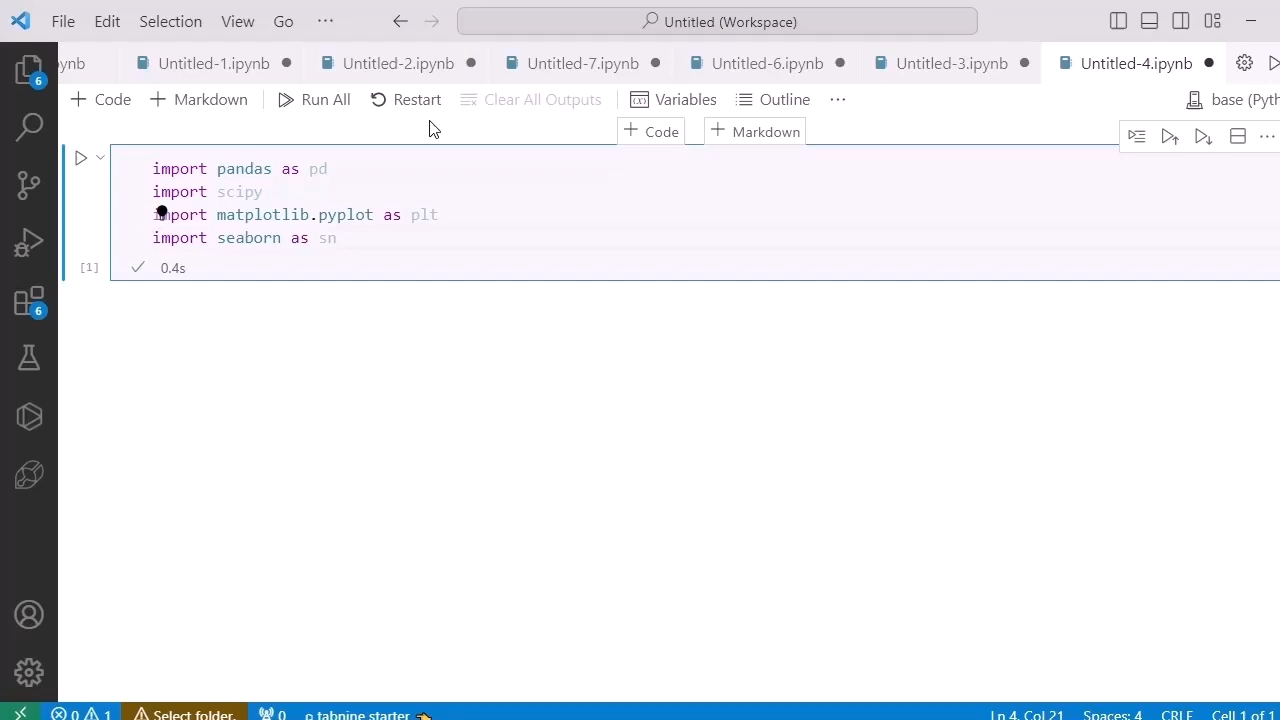 File Edit Selection View Go ··· Untitled (Workspace)
ynb Untitled-1.ipynb Untitled-2.ipynb Untitled-7.ipynb Untitled-6.ipynb Untitled-3.ipynb Untitled-4.ipynb
+ Code + Markdown Run All Restart Clear All Outputs Variables Outline ··· base (Pyth
+ Code + Markdown
import pandas as pd
import scipy
import matplotlib.pyplot as plt
import seaborn as sn
[1] 0.4s
6
6
0 1 Select folder. 0 p tabnine starter Ln 4, Col 21 Spaces: 4 CRLF Cell 1 of 1